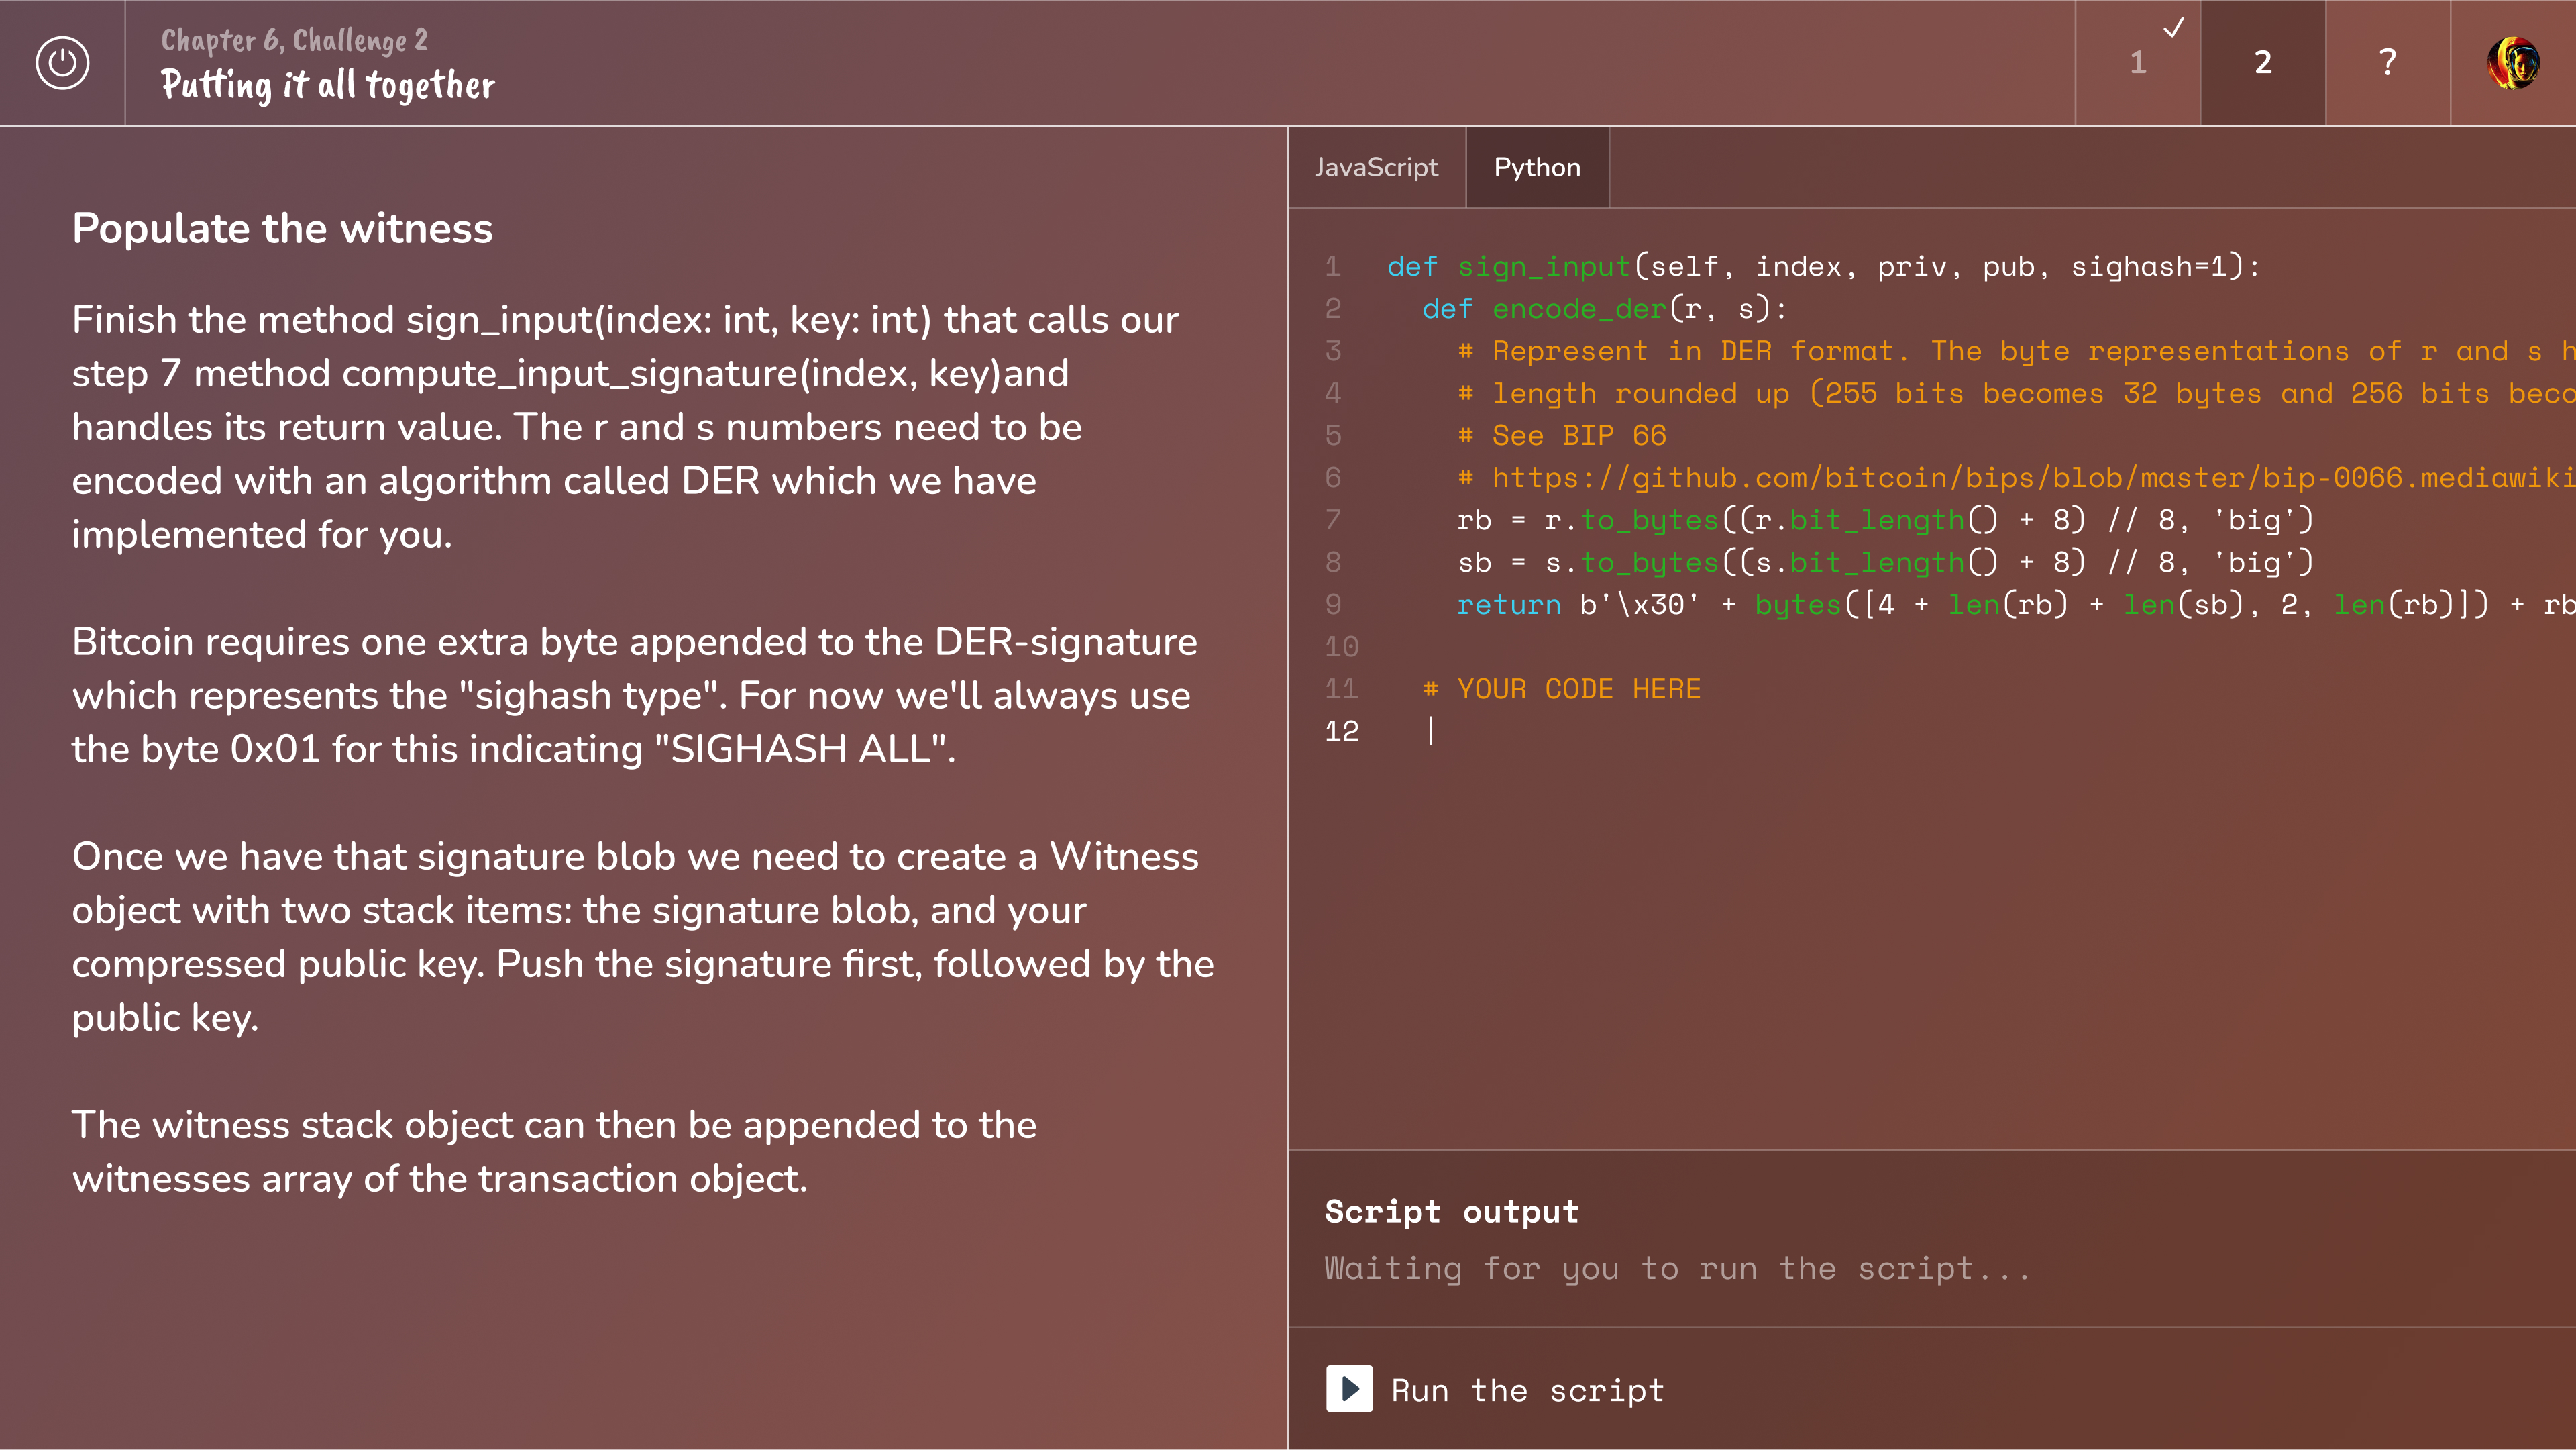 Chapter 6, Challenge 2
Putting it all together
1
2
?
Populate the witness
Finish the method sign_input(index: int, key: int) that calls our
step 7 method compute_input_signature(index, key)and
handles its return value. The r and s numbers need to be
encoded with an algorithm called DER which we have
implemented for you.
Bitcoin requires one extra byte appended to the DER-signature
which represents the "sighash type". For now we'll always use
the byte 0x01 for this indicating "SIGHASH ALL".
Once we have that signature blob we need to create a Witness
object with two stack items: the signature blob, and your
compressed public key. Push the signature first, followed by the
public key.
The witness stack object can then be appended to the
witnesses array of the transaction object.
JavaScript
Python
1 def sign_input(self, index, priv, pub, sighash=1):
2 def encode_der(r, s):
3 # Represent in DER format. The byte representations of r and s h
4 # length rounded up (255 bits becomes 32 bytes and 256 bits beco
5 # See BIP 66
6 # https://github.com/bitcoin/bips/blob/master/bip-0066.mediawiki
7 rb = r.to_bytes((r.bit_length() + 8) // 8, 'big')
8 sb = s.to_bytes((s.bit_length() + 8) // 8, 'big')
9 return b'\x30' + bytes([4 + len(rb) + len(sb), 2, len(rb)]) + rb
10
11 # YOUR CODE HERE
12
Script output
Waiting for you to run the script...
Run the script